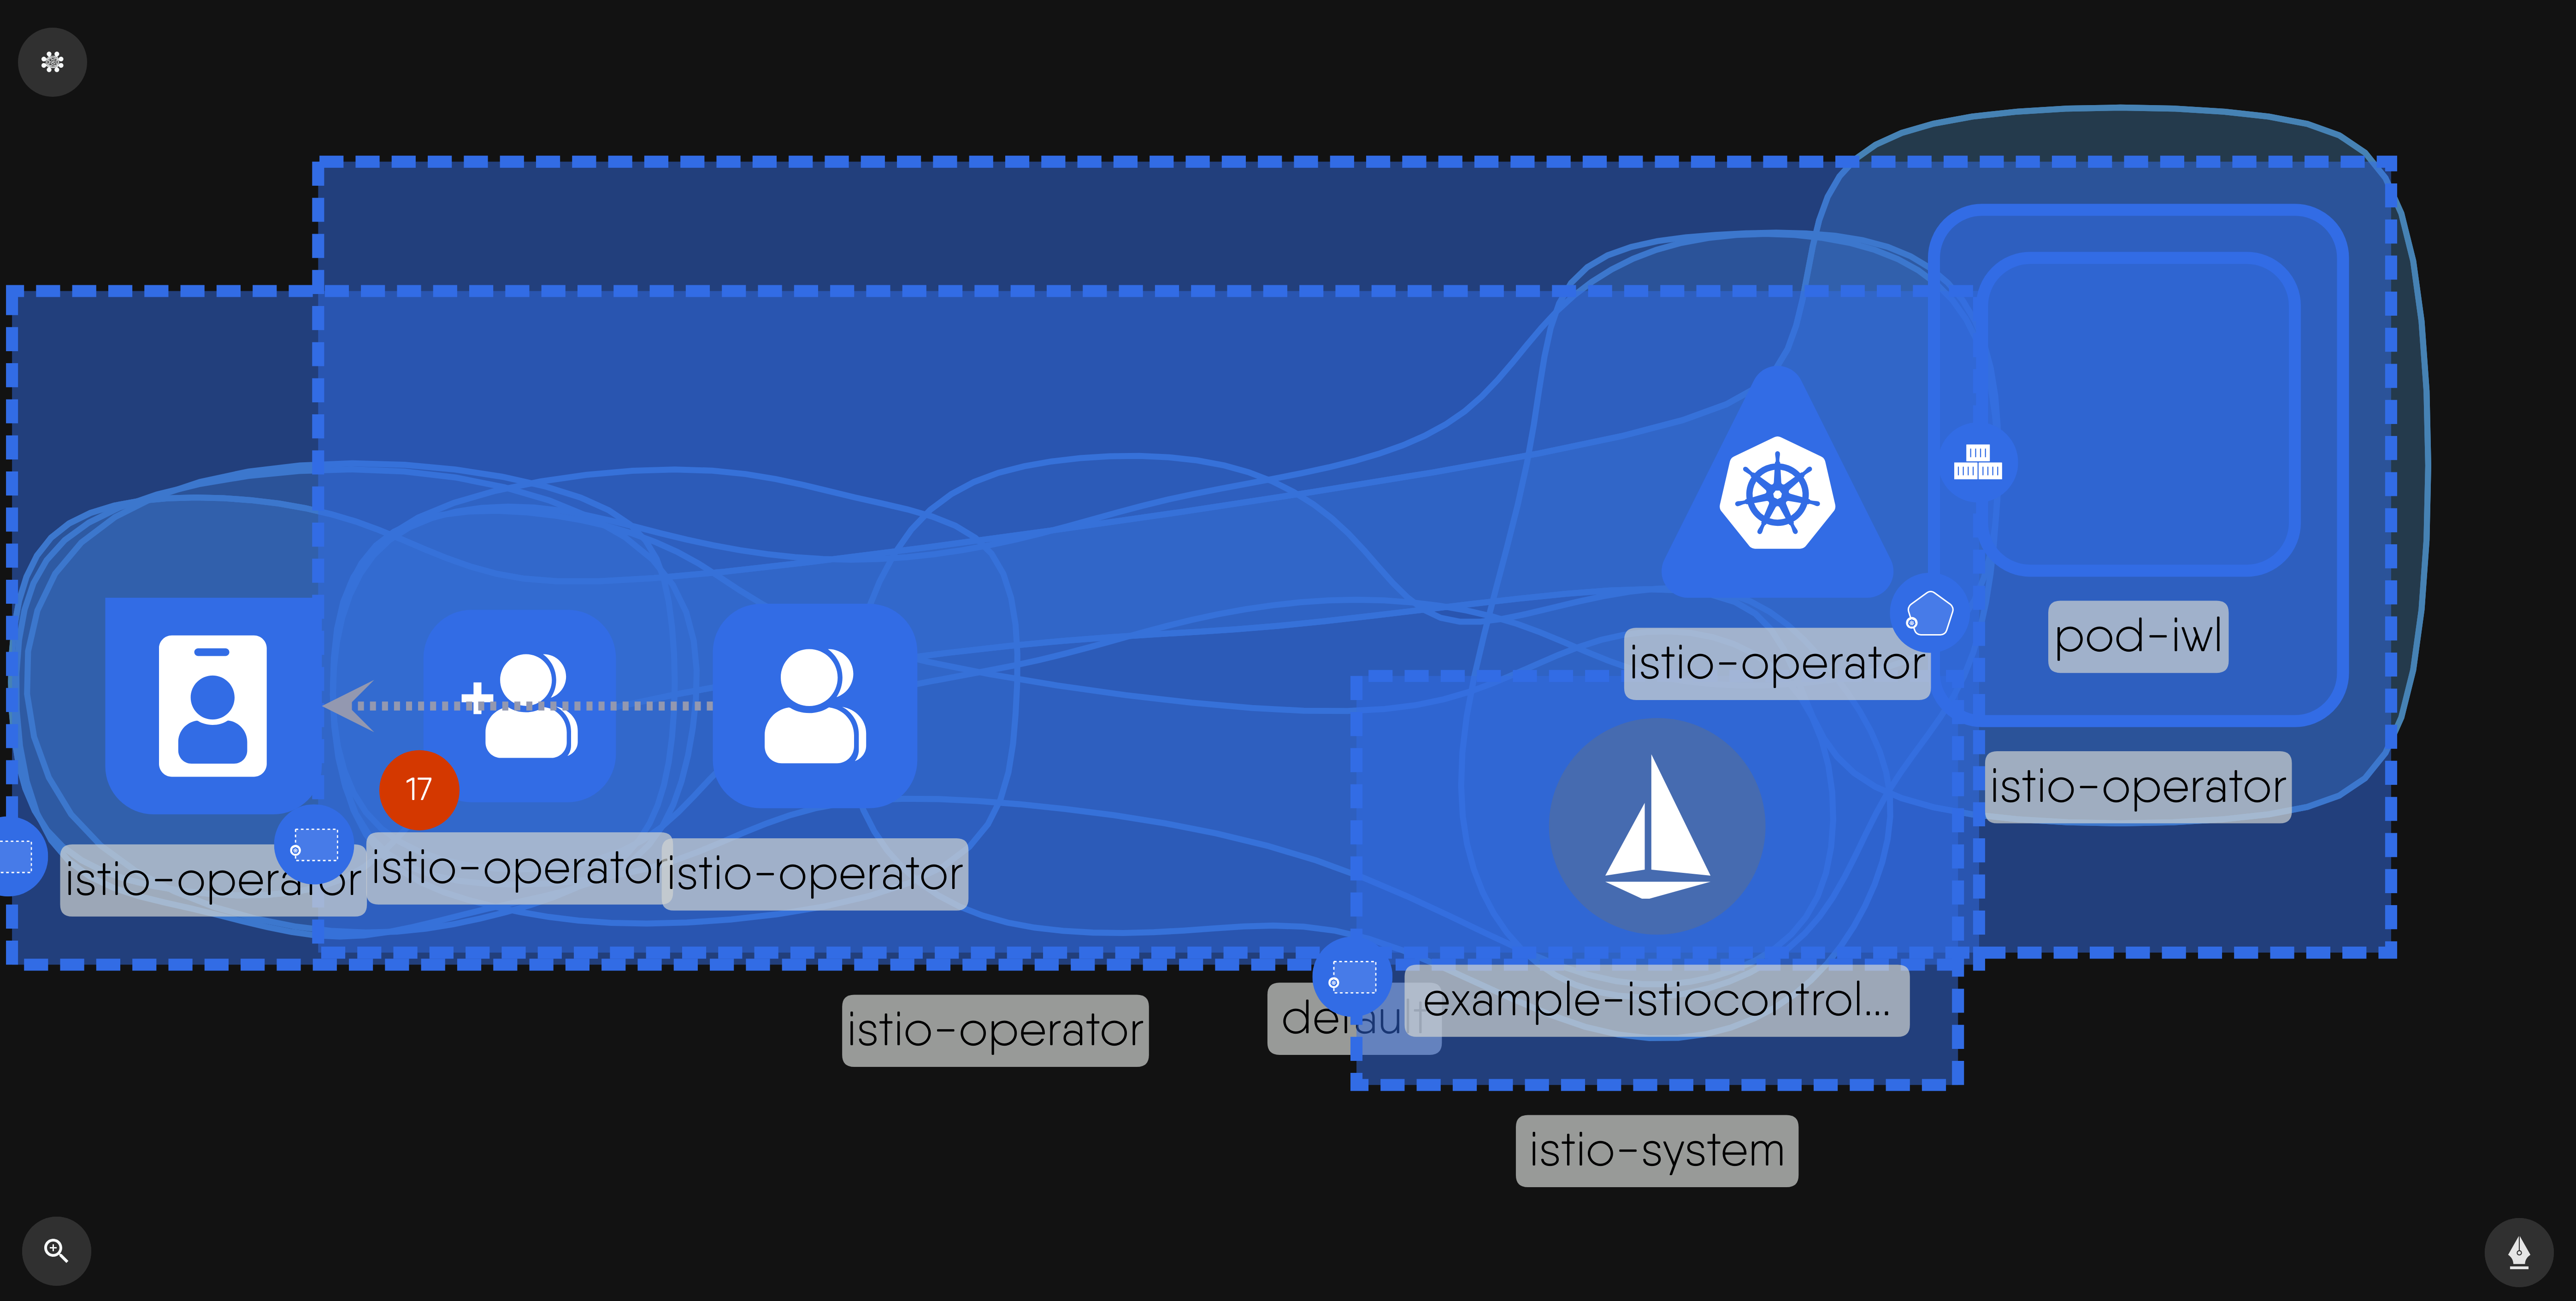 istio-operator
pod-iwl
istio-operator
17
istio-operator
istio-operator
istio-operator
example-istiocontrol...
istio-operator
default
istio-system